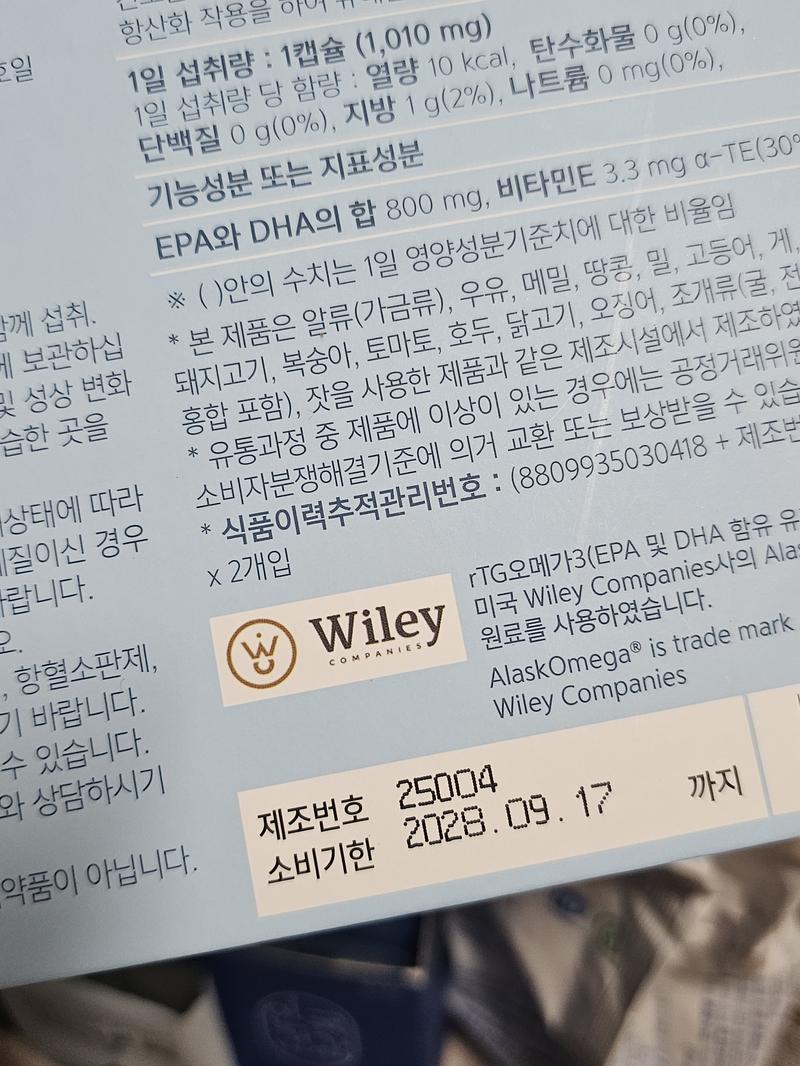 항산화 작용을 하여
호일
1일 섭취량 : 1캡슐 (1,010 mg)
1일 섭취량 당 함량 : 열량 10 kcal, 탄수화물 0 g(0%),
단백질 0 g(0%), 지방 1 g(2%), 나트륨 0 mg(0%),
기능성분 또는 지표성분
EPA와 DHA의 합 800 mg, 비타민E 3.3 mg α-TE(30%
※ ( )안의 수치는 1일 영양성분기준치에 대한 비율임
* 본 제품은 알류(가금류), 우유, 메밀, 땅콩, 밀, 고등어, 게,
돼지고기, 복숭아, 토마토, 호두, 닭고기, 오징어, 조개류(굴, 전
홍합 포함), 잣을 사용한 제품과 같은 제조시설에서 제조하였
* 유통과정 중 제품에 이상이 있는 경우에는 공정거래위원
소비자분쟁해결기준에 의거 교환 또는 보상받을 수 있습
* 식품이력추적관리번호 : (8809935030418 + 제조번
x 2개입
함께 섭취.
보관하십
및 성상 변화
습한 곳을
상태에 따라
체질이신 경우
바랍니다.
요.
, 항혈소판제,
기 바랍니다.
수 있습니다.
와 상담하시기
약품이 아닙니다.
Wiley
COMPANIES
rTG오메가3(EPA 및 DHA 함유 유
미국 Wiley Companies사의 Alas
원료를 사용하였습니다.
AlaskOmega® is trade mark
Wiley Companies
제조번호 25004
소비기한 2028.09.17 까지